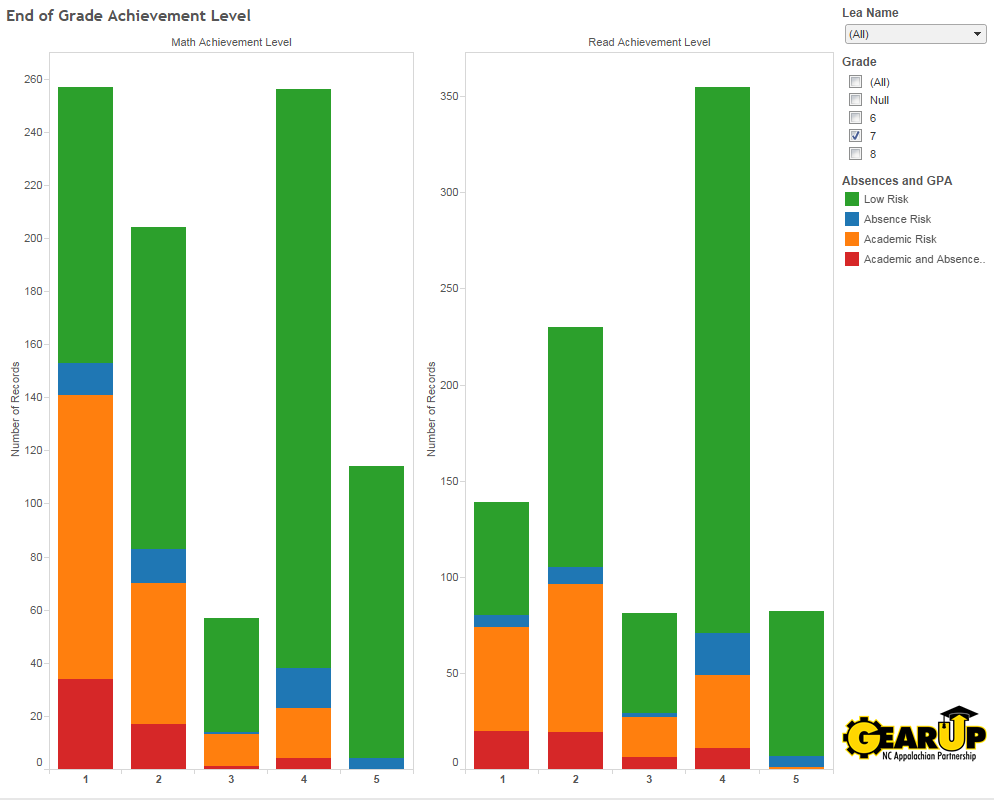 End of Grade Achievement Level
Math Achievement Level
Number of Records
260
240
220
200
180
160
140
120
100
80
60
40
20
0
1 2 3 4 5
Read Achievement Level
Number of Records
350
300
250
200
150
100
50
0
1 2 3 4 5
Lea Name
(All)
Grade
(All)
Null
6
7
8
Absences and GPA
Low Risk
Absence Risk
Academic Risk
Academic and Absence..
GEARUP
NC Appalachian Partnership